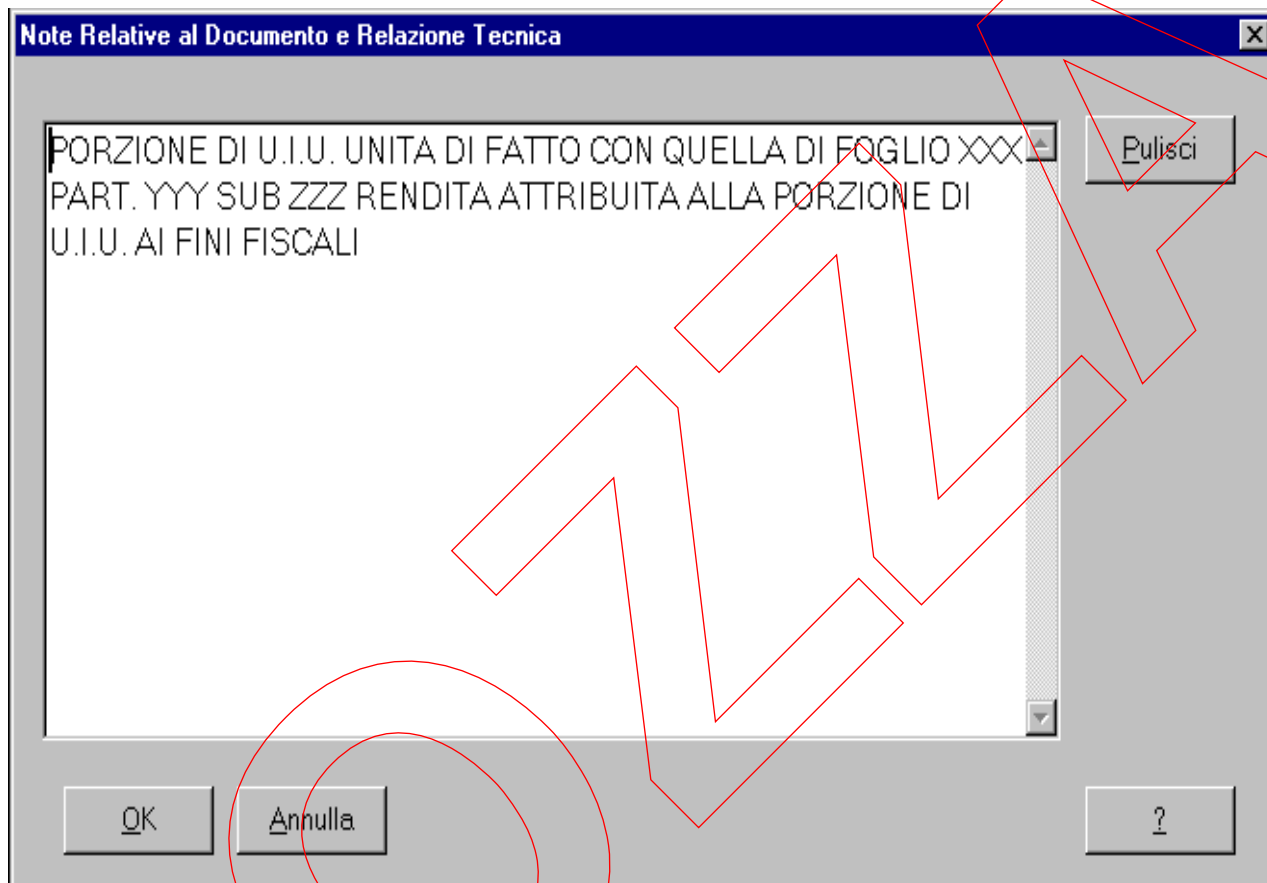 Note Relative al Documento e Relazione Tecnica
PORZIONE DI U.I.U. UNITA DI FATTO CON QUELLA DI FOGLIO XXX
PART. YYY SUB ZZZ RENDITA ATTRIBUITA ALLA PORZIONE DI
U.I.U. AI FINI FISCALI
Pulisci
OK
Annulla
?
OZZA